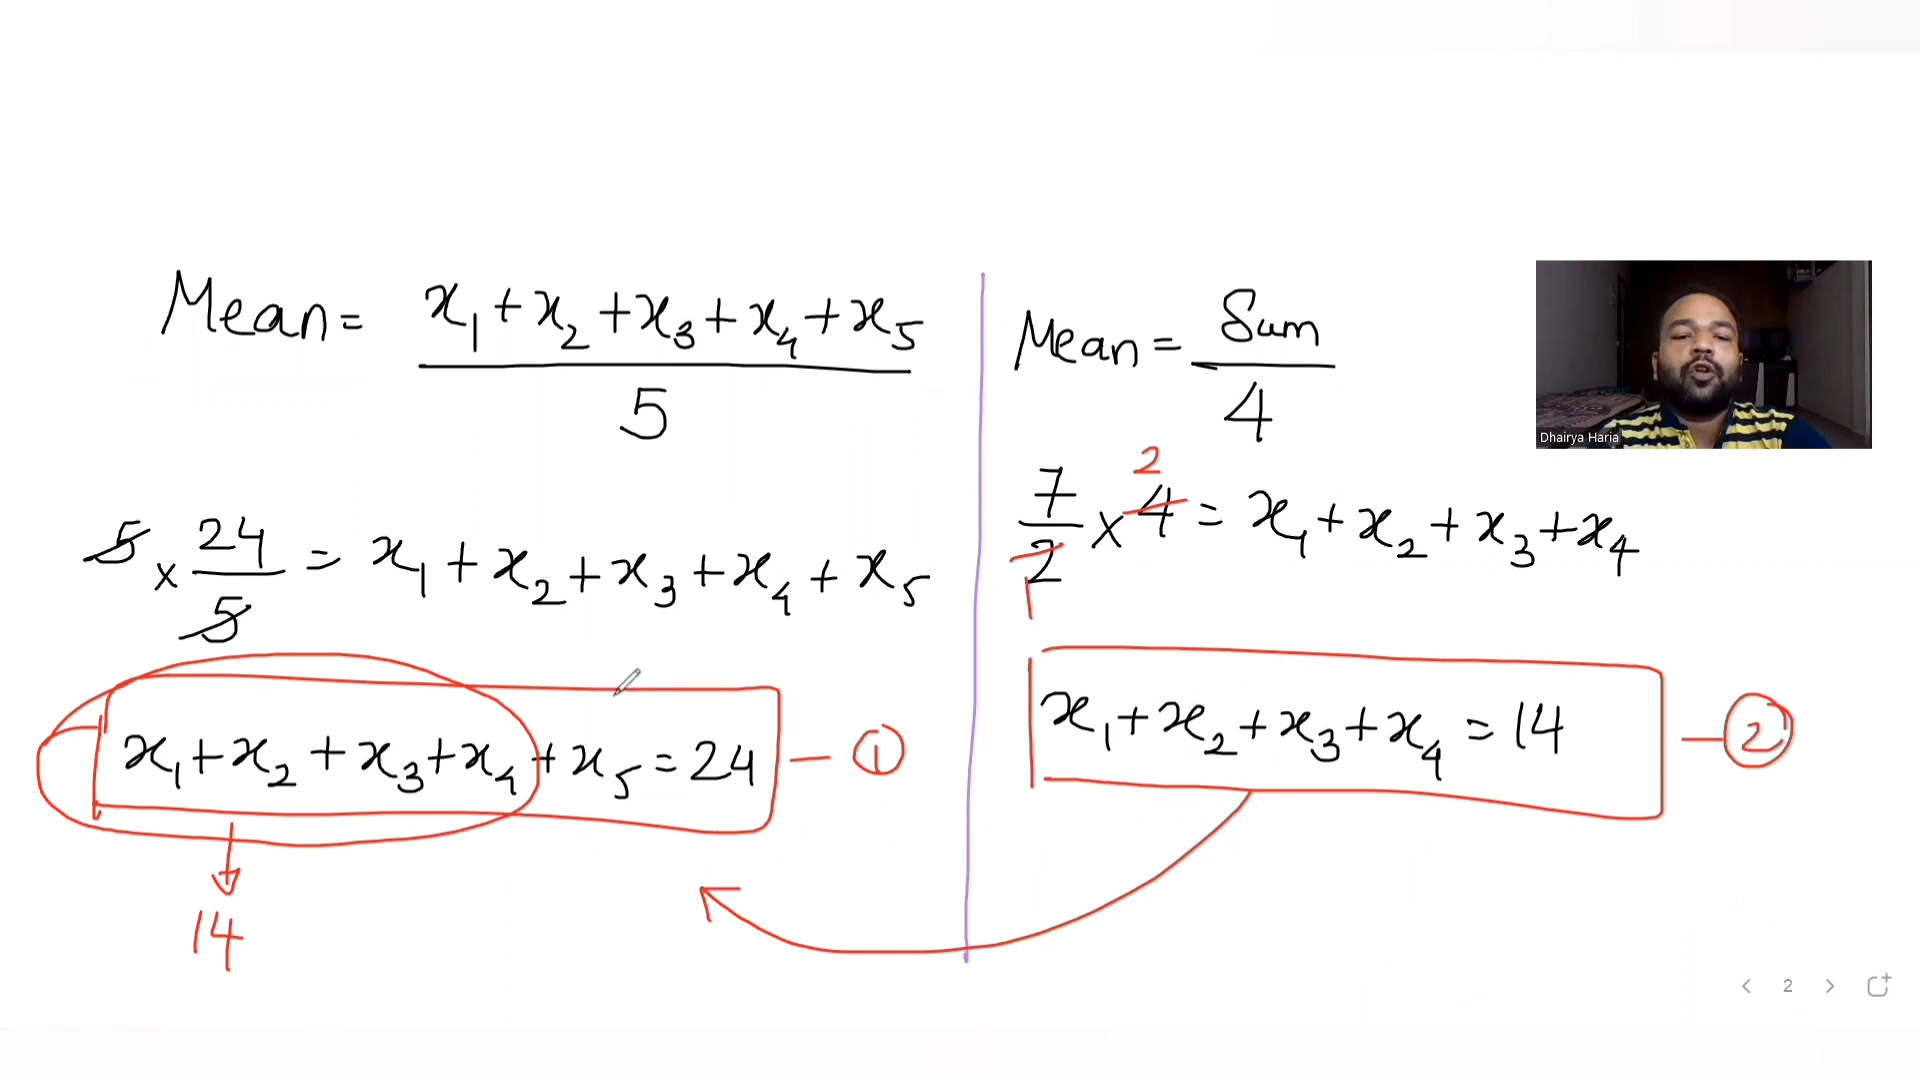 Mean = x₁ + x₂ + x₃ + x₄ + x₅
5
5 × 24 = x₁ + x₂ + x₃ + x₄ + x₅
5
x₁ + x₂ + x₃ + x₄ + x₅ = 24 — ①
14
Mean = Sum
4
2
7 × 4 = x₁ + x₂ + x₃ + x₄
2
1
x₁ + x₂ + x₃ + x₄ = 14 — ②
Dhairya Haria
2